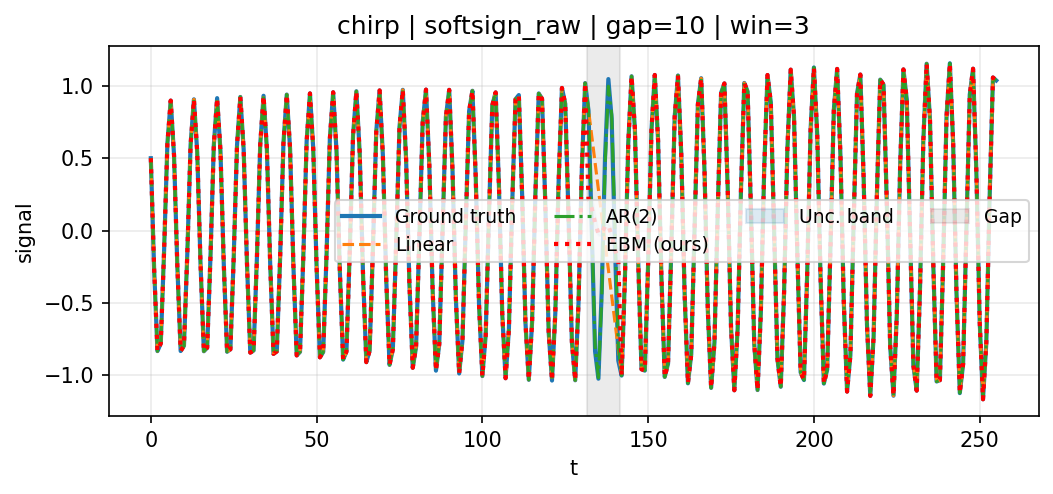 chirp | softsign_raw | gap=10 | win=3
signal
1.0
0.5
0.0
−0.5
−1.0
Ground truth AR(2) Unc. band Gap
Linear EBM (ours)
0 50 100 150 200 250
t